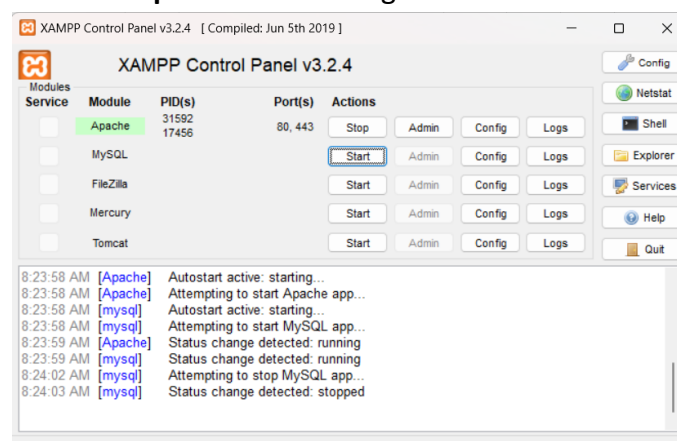 XAMPP Control Panel v3.2.4 [ Compiled: Jun 5th 2019 ]
XAMPP Control Panel v3.2.4
Config
Modules
Service Module PID(s) Port(s) Actions
Netstat
Apache 31592 17456 80, 443 Stop Admin Config Logs
Shell
MySQL Start Admin Config Logs
Explorer
FileZilla Start Admin Config Logs
Services
Mercury Start Admin Config Logs
Help
Tomcat Start Admin Config Logs
Quit
8:23:58 AM [Apache] Autostart active: starting...
8:23:58 AM [Apache] Attempting to start Apache app...
8:23:58 AM [mysql] Autostart active: starting...
8:23:58 AM [mysql] Attempting to start MySQL app...
8:23:59 AM [Apache] Status change detected: running
8:23:59 AM [mysql] Status change detected: running
8:24:02 AM [mysql] Attempting to stop MySQL app...
8:24:03 AM [mysql] Status change detected: stopped